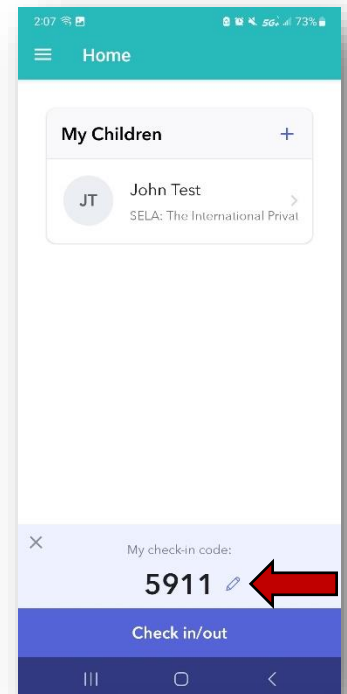 2:07 5G 73%
Home
My Children +
JT John Test
SELA: The International Privat
My check-in code:
5911
Check in/out